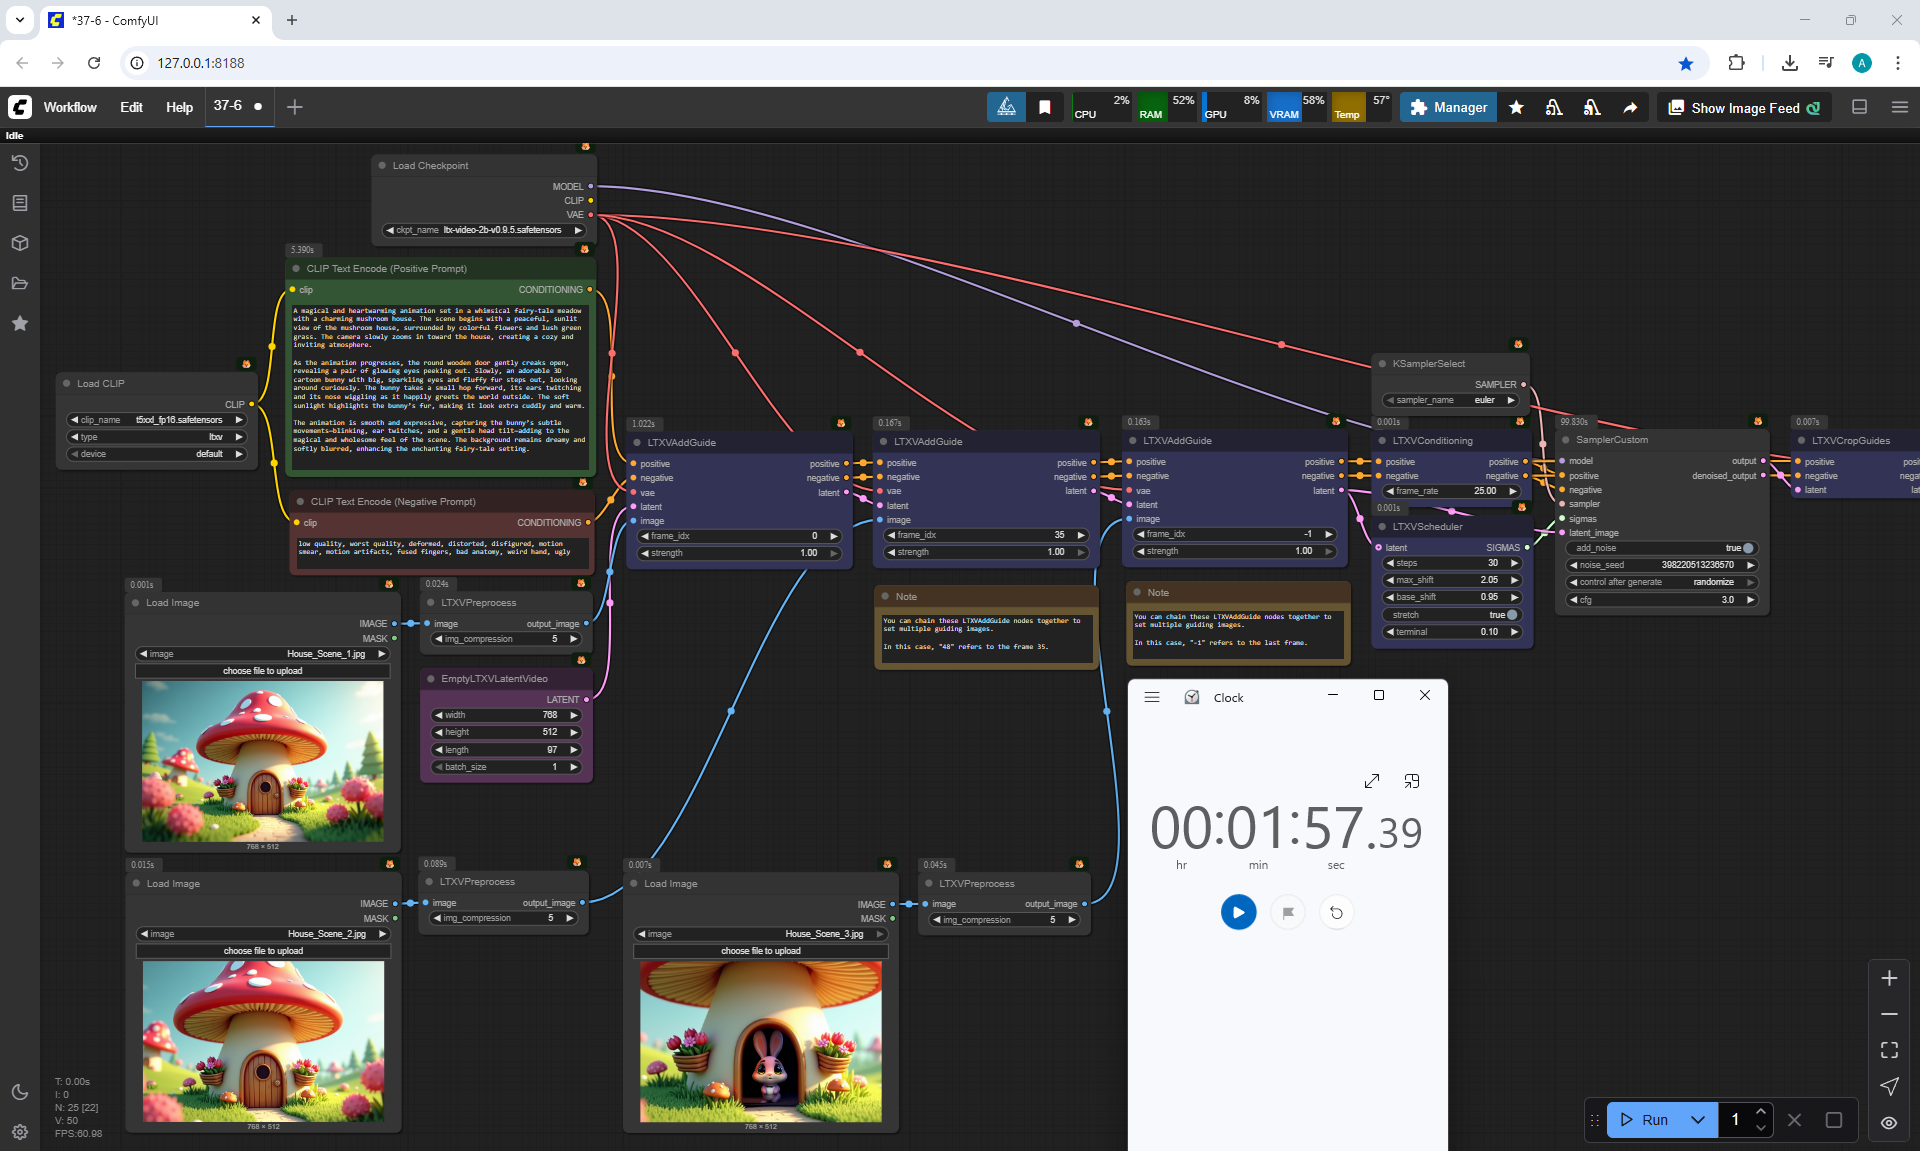 *37-6 - ComfyUI
127.0.0.1:8188
A
Workflow Edit Help 37-6
CPU 2% RAM 52% GPU 8% VRAM 58% Temp 57° Manager Show Image Feed
Idle
Load Checkpoint
MODEL
CLIP
VAE
ckpt_name ltx-video-2b-v0.9.5.safetensors
5.390s
CLIP Text Encode (Positive Prompt)
clip CONDITIONING
A magical and heartwarming animation set in a whimsical fairy-tale meadow
with a charming mushroom house. The scene begins with a peaceful, sunlit
view of the mushroom house, surrounded by colorful flowers and lush green
grass. The camera slowly zooms in toward the house, creating a cozy and
inviting atmosphere.
As the animation progresses, the round wooden door gently creaks open,
revealing a pair of glowing eyes peeking out. Slowly, an adorable 3D
cartoon bunny with big, sparkling eyes and fluffy fur steps out, looking
around curiously. The bunny takes a small hop forward, its ears twitching
and its nose wiggling as it happily greets the world outside. The soft
sunlight highlights the bunny's fur, making it look extra cuddly and warm.
The animation is smooth and expressive, capturing the bunny's subtle
movements—blinking, ear twitches, and a gentle head tilt—adding to the
magical and wholesome feel of the scene. The background remains dreamy and
softly blurred, enhancing the enchanting fairy-tale setting.
Load CLIP
CLIP
clip_name t5xxl_fp16.safetensors
type ltxv
device default
CLIP Text Encode (Negative Prompt)
clip CONDITIONING
low quality, worst quality, deformed, distorted, disfigured, motion
smear, motion artifacts, fused fingers, bad anatomy, weird hand, ugly
1.022s
LTXVAddGuide
positive positive
negative negative
vae latent
latent
image
frame_idx 0
strength 1.00
0.167s
LTXVAddGuide
positive positive
negative negative
vae latent
latent
image
frame_idx 35
strength 1.00
0.163s
LTXVAddGuide
positive positive
negative negative
vae latent
latent
image
frame_idx -1
strength 1.00
KSamplerSelect
SAMPLER
sampler_name euler
0.001s
LTXVConditioning
positive positive
negative negative
frame_rate 25.00
0.001s
LTXVScheduler
latent SIGMAS
steps 30
max_shift 2.05
base_shift 0.95
stretch true
terminal 0.10
99.830s
SamplerCustom
model output
positive denoised_output
negative
sampler
sigmas
latent_image
add_noise true
noise_seed 398220513236570
control after generate randomize
cfg 3.0
0.007s
LTXVCropGuides
positive posit
negative negat
latent lat
Note
You can chain these LTXVAddGuide nodes together to
set multiple guiding images.
In this case, "48" refers to the frame 35.
Note
You can chain these LTXVAddGuide nodes together to
set multiple guiding images.
In this case, "-1" refers to the last frame.
0.001s
Load Image
IMAGE
MASK
image House_Scene_1.jpg
choose file to upload
768 × 512
0.024s
LTXVPreprocess
image output_image
img_compression 5
EmptyLTXVLatentVideo
LATENT
width 768
height 512
length 97
batch_size 1
0.015s
Load Image
IMAGE
MASK
image House_Scene_2.jpg
choose file to upload
768 × 512
0.089s
LTXVPreprocess
image output_image
img_compression 5
0.007s
Load Image
IMAGE
MASK
image House_Scene_3.jpg
choose file to upload
768 × 512
0.045s
LTXVPreprocess
image output_image
img_compression 5
Clock
00:01:57.39
hr min sec
T: 0.00s
I: 0
N: 25 [22]
V: 50
FPS:60.98
Run 1